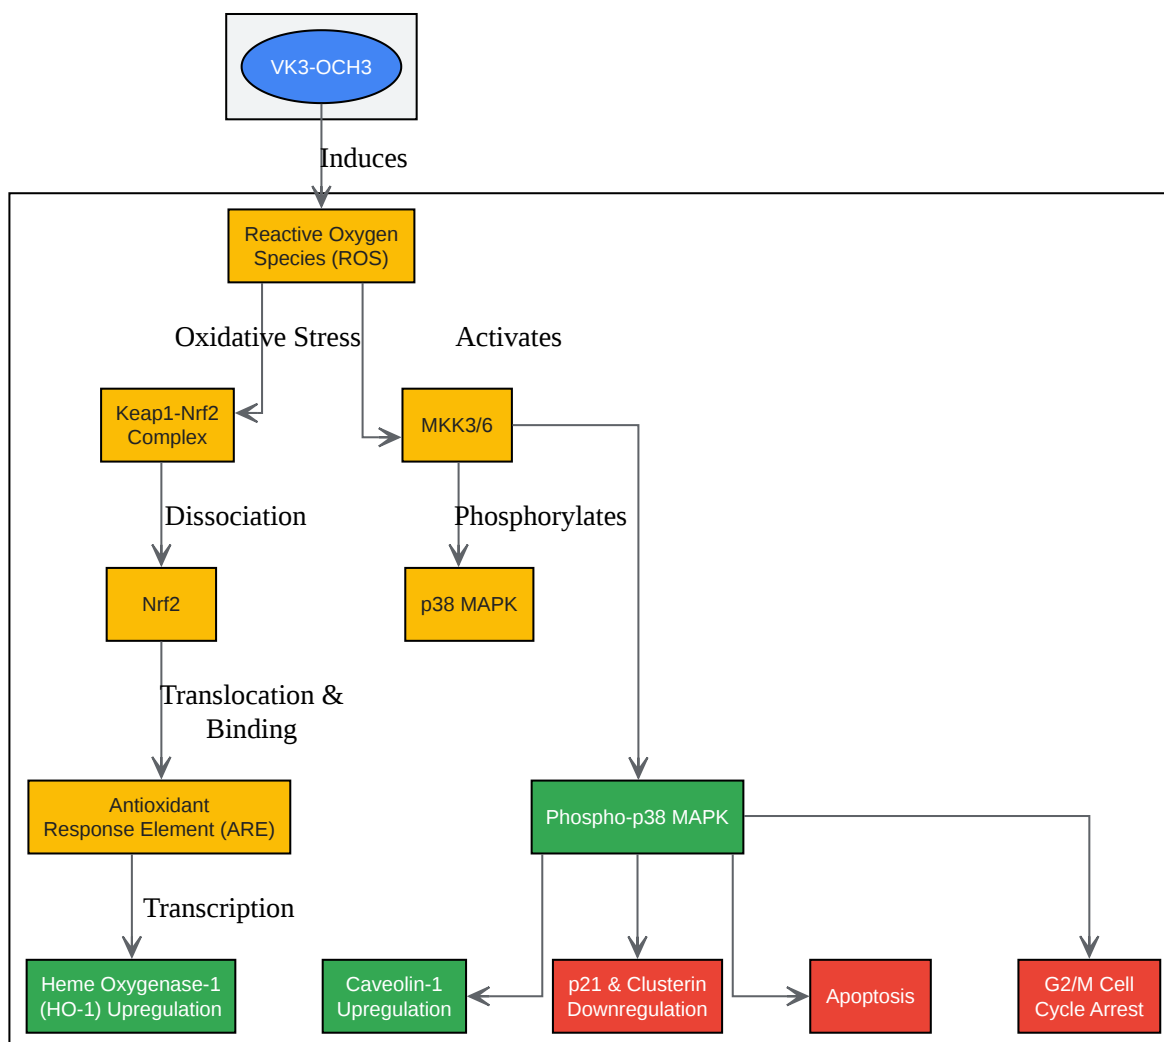 VK3-OCH3
Induces
Reactive Oxygen
Species (ROS)
Oxidative Stress
Activates
Keap1-Nrf2
Complex
MKK3/6
Dissociation
Phosphorylates
Nrf2
p38 MAPK
Translocation &
Binding
Antioxidant
Response Element (ARE)
Phospho-p38 MAPK
Transcription
Heme Oxygenase-1
(HO-1) Upregulation
Caveolin-1
Upregulation
p21 & Clusterin
Downregulation
Apoptosis
G2/M Cell
Cycle Arrest